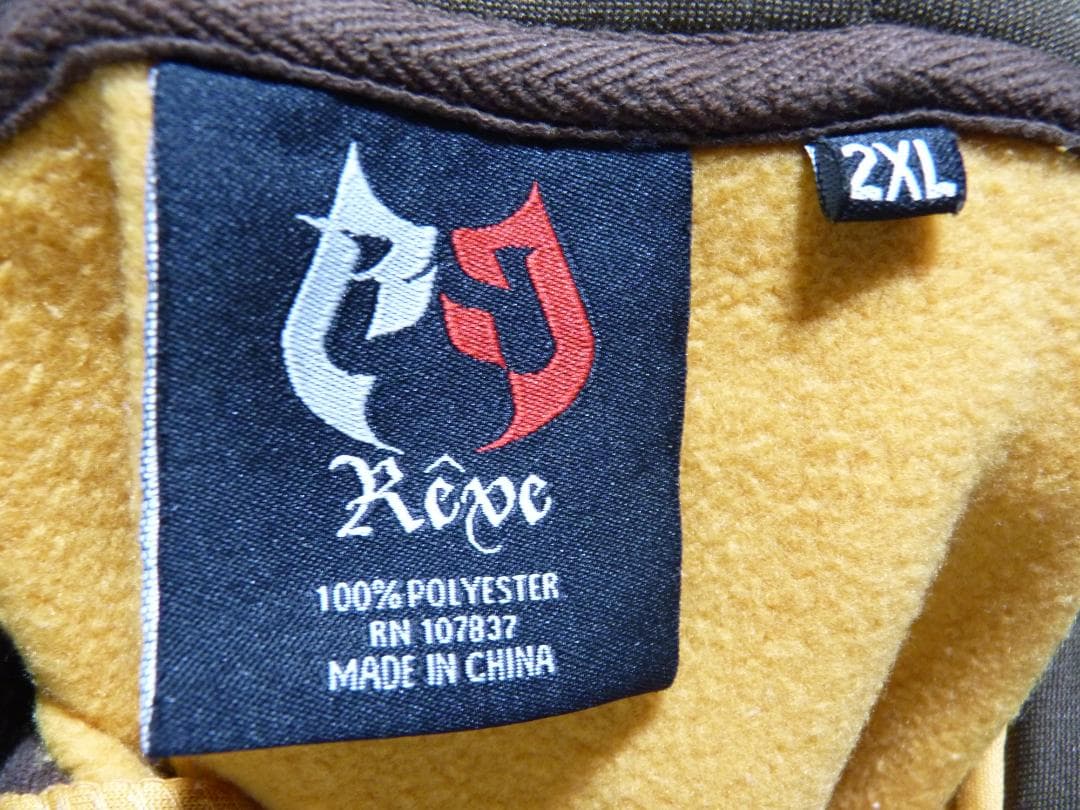 2XL
Rêve
100% POLYESTER
RN 107837
MADE IN CHINA